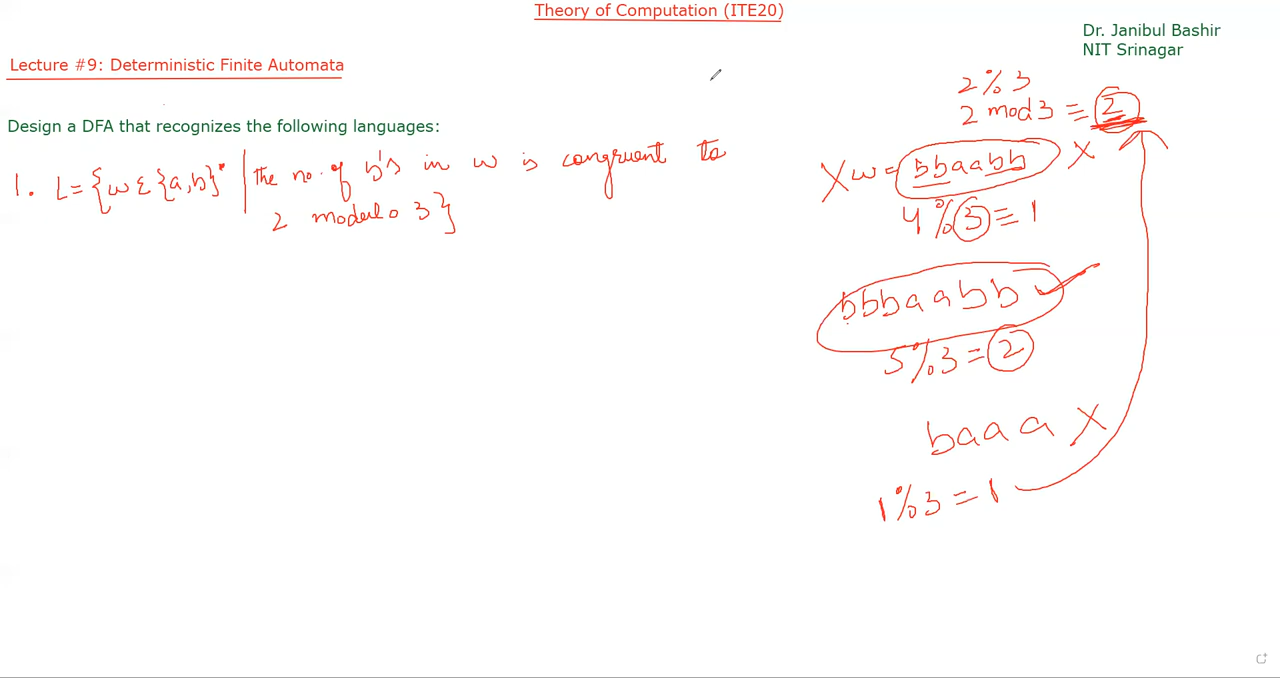 Theory of Computation (ITE20)
Dr. Janibul Bashir
NIT Srinagar
Lecture #9: Deterministic Finite Automata
Design a DFA that recognizes the following languages:
1. L = {w ε {a,b}* | the no. of b's in w is congruent to
2 modulo 3}
2 % 3
2 mod 3 ≡ 2
X w = bbaabb X
4 % 3 ≡ 1
bbbaabb ✓
5 % 3 = 2
baaa X
1 % 3 = 1